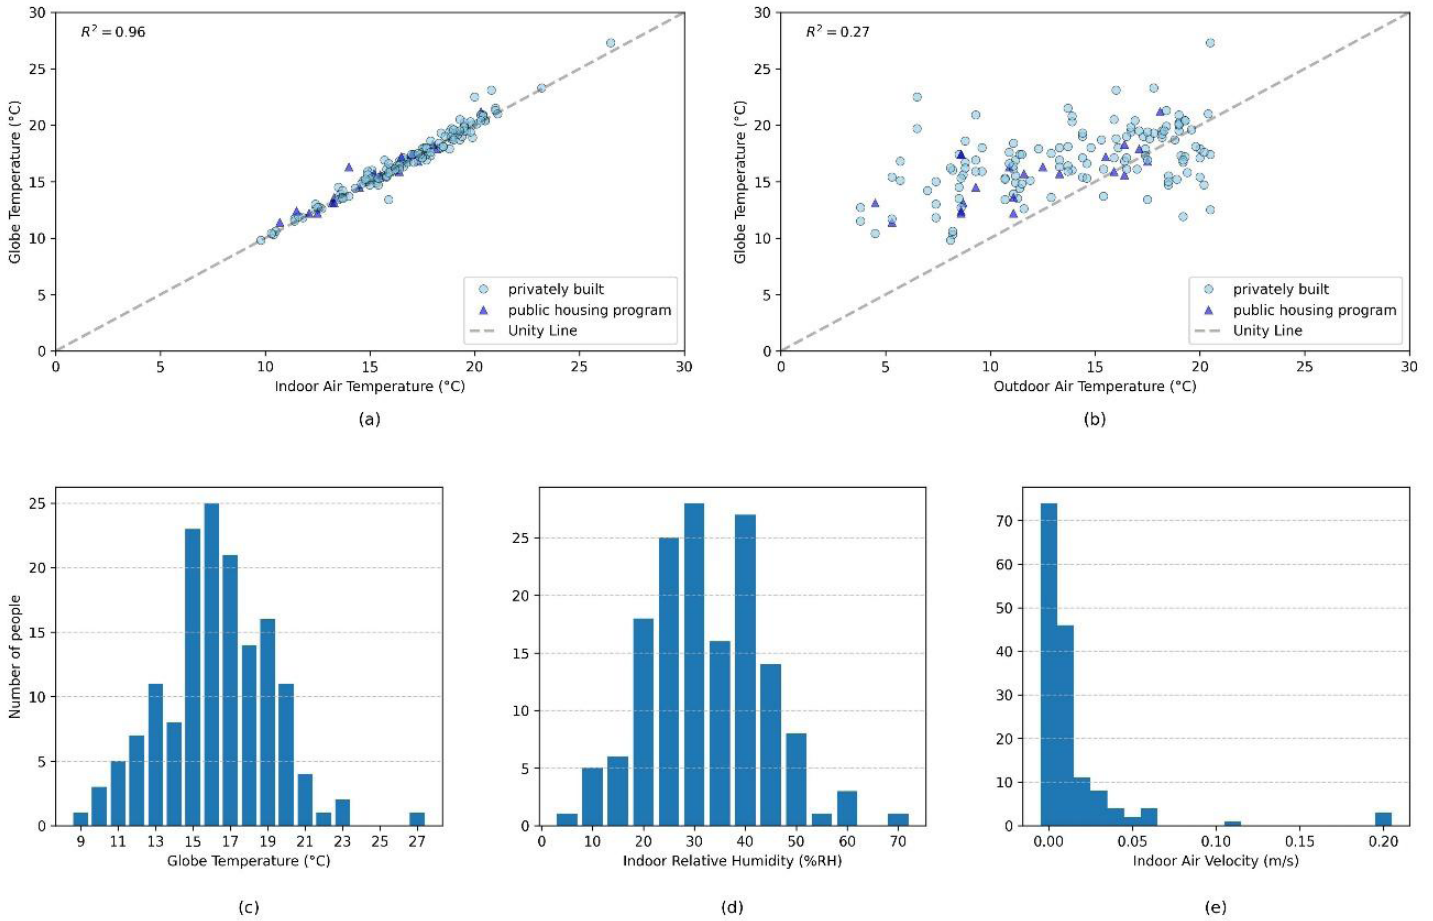 R² = 0.96
30
25
20
15
10
5
0
Globe Temperature (°C)
privately built
public housing program
Unity Line
0 5 10 15 20 25 30
Indoor Air Temperature (°C)
(a)
R² = 0.27
30
25
20
15
10
5
0
Globe Temperature (°C)
privately built
public housing program
Unity Line
0 5 10 15 20 25 30
Outdoor Air Temperature (°C)
(b)
25
20
15
10
5
0
Number of people
9 11 13 15 17 19 21 23 25 27
Globe Temperature (°C)
(c)
25
20
15
10
5
0
0 10 20 30 40 50 60 70
Indoor Relative Humidity (%RH)
(d)
70
60
50
40
30
20
10
0
0.00 0.05 0.10 0.15 0.20
Indoor Air Velocity (m/s)
(e)